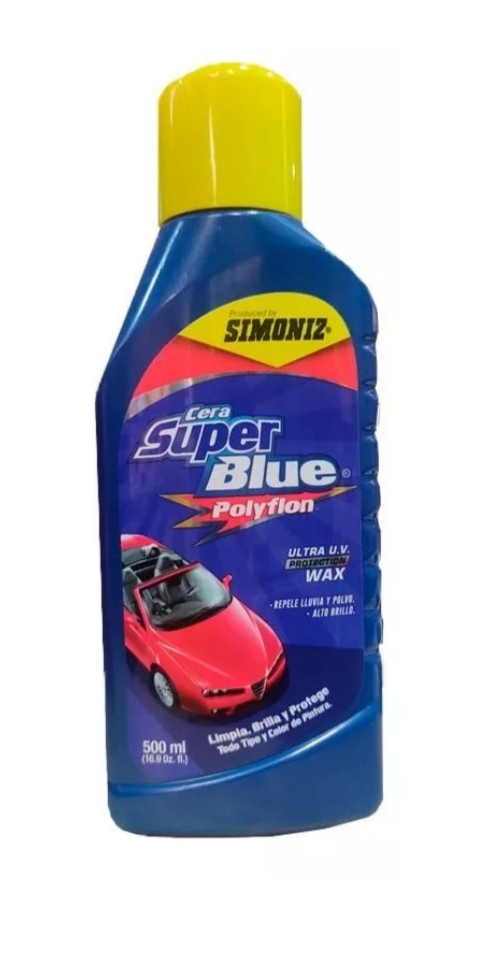 Produced by
SIMONIZ®
Cera
Super
Blue®
Polyflon
ULTRA U.V.
PROTECTION
WAX
· REPELE LLUVIA Y POLVO.
· ALTO BRILLO.
Limpia, Brilla y Protege
Todo Tipo y Color de Pintura.
500 ml
(16.9 Oz. fl.)